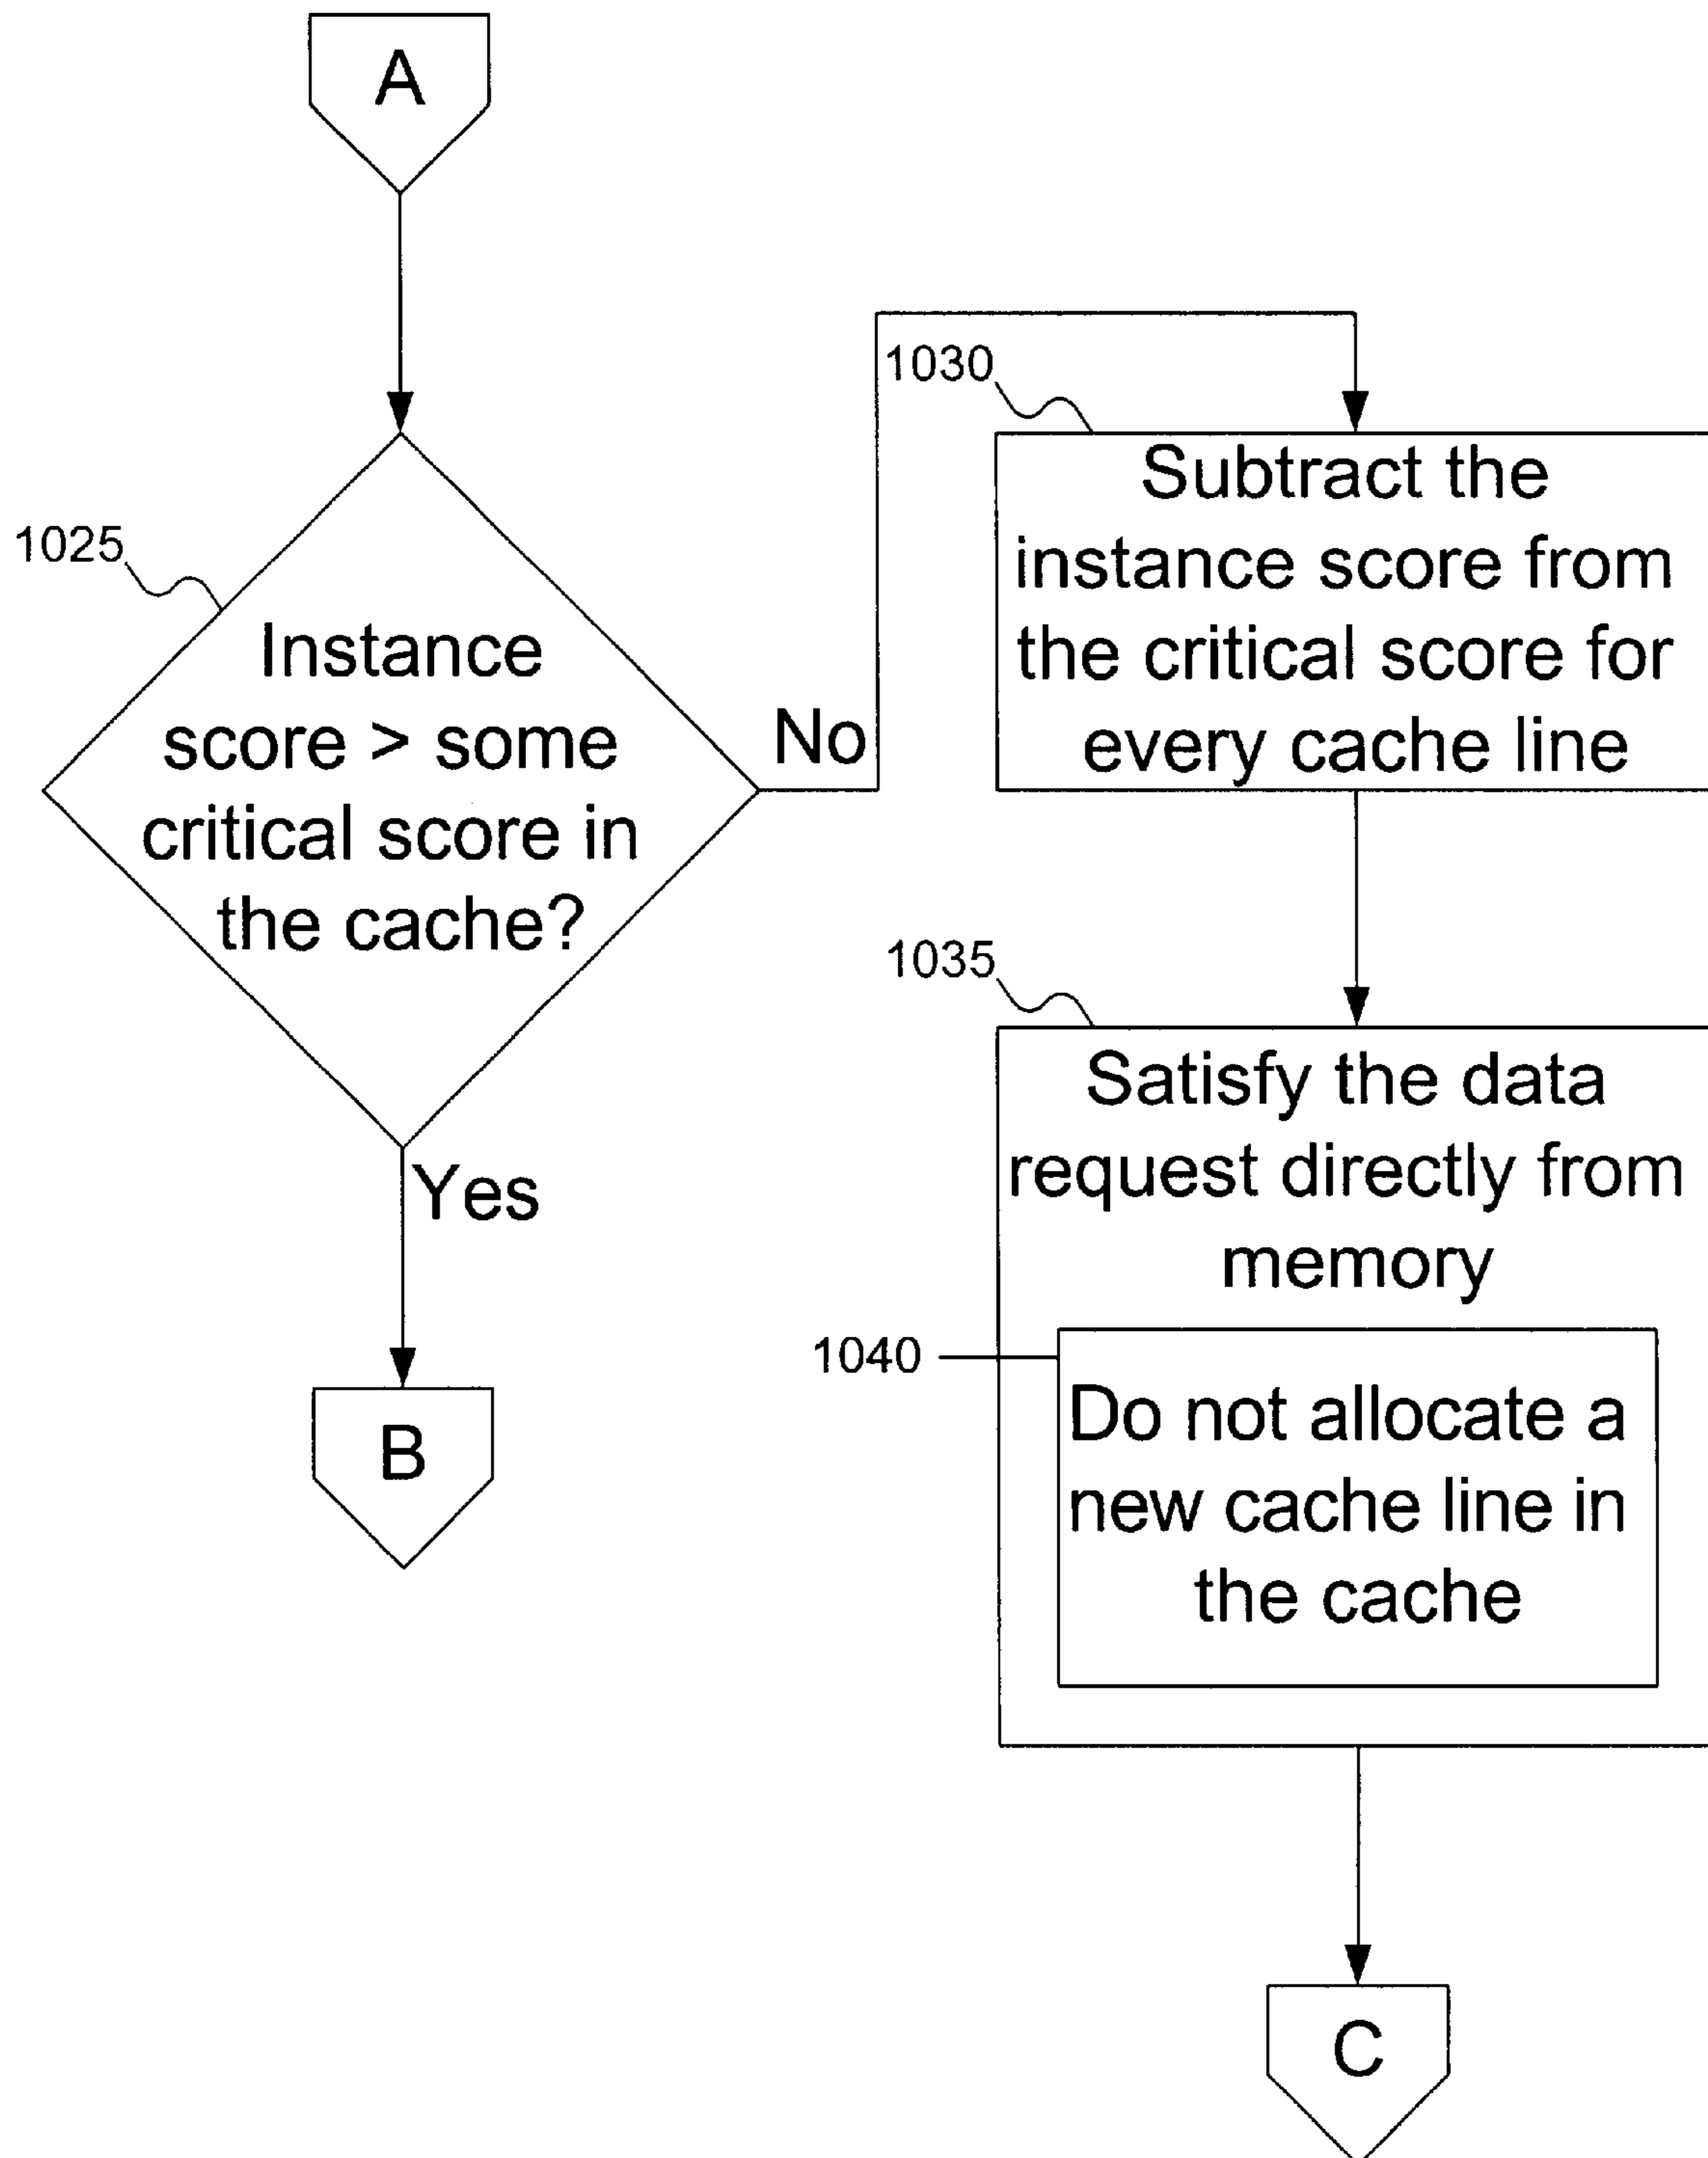 A
1025
Instance
score > some
critical score in
the cache?
No
Yes
B
1030
Subtract the
instance score from
the critical score for
every cache line
1035
Satisfy the data
request directly from
memory
1040
Do not allocate a
new cache line in
the cache
C